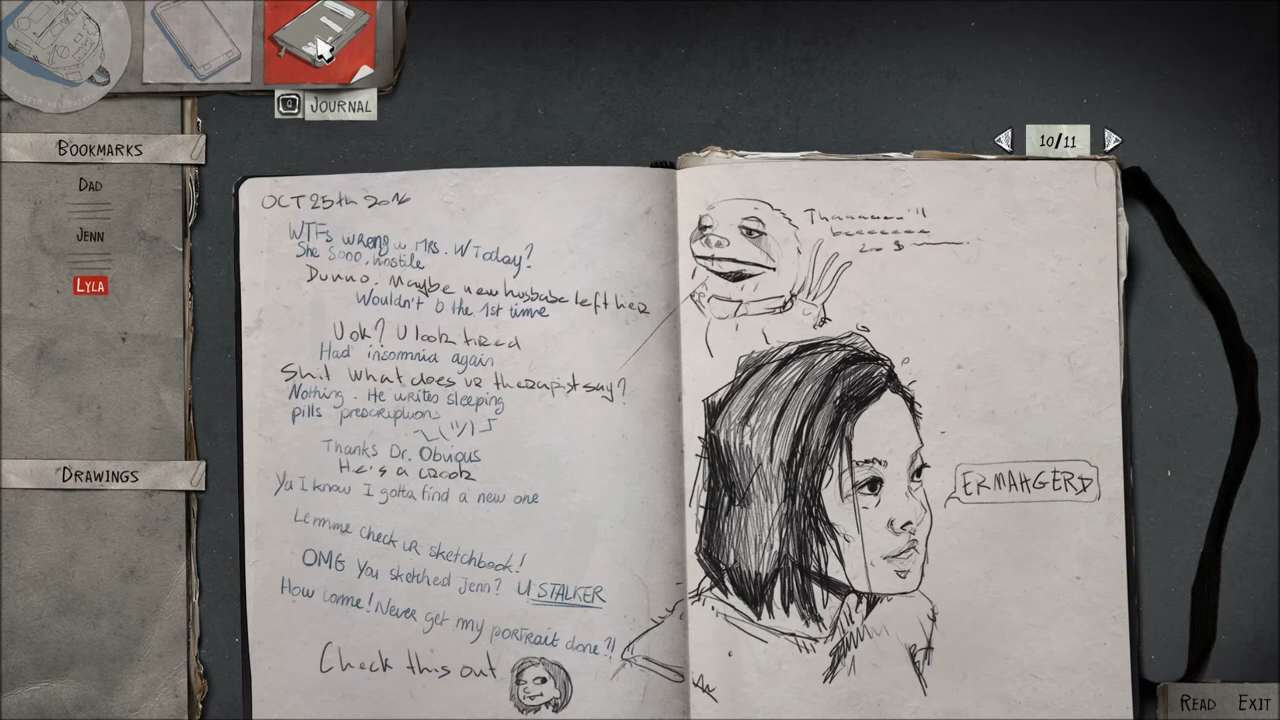 JOURNAL
BOOKMARKS
DAD
JENN
LYLA
DRAWINGS
10/11
OCT 25th 2016
WTFs wrong w MRS. W Today?
She sooo hostile
Dunno. Maybe new husbabe left her
Wouldn't b the 1st time
U ok? U look tired
Had insomnia again
Shit what does ur therapist say?
Nothing. He writes sleeping
pills prescriptions
Thanks Dr. Obvious
He's a crook
Ya I know I gotta find a new one
Lemme check UR sketchbook!
OMG You sketched Jenn? U STALKER
How come! Never get my portrait done?!
Check this out
ERMAHGERD
READ EXIT